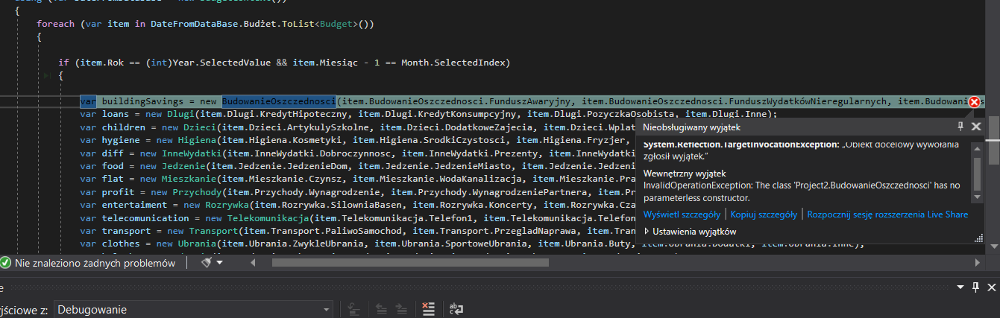 {
foreach (var item in DateFromDataBase.Budżet.ToList<Budget>())
{
if (item.Rok == (int)Year.SelectedValue && item.Miesiąc - 1 == Month.SelectedIndex)
{
var buildingSavings = new BudowanieOszczednosci(item.BudowanieOszczednosci.FunduszAwaryjny, item.BudowanieOszczednosci.FunduszWydatkówNieregularnych, item.Budowani
var loans = new Dlugi(item.Dlugi.KredytHipoteczny, item.Dlugi.KredytKonsumpcyjny, item.Dlugi.PozyczkaOsobista, item.Dlugi.Inne);
var children = new Dzieci(item.Dzieci.ArtykulySzkolne, item.Dzieci.DodatkoweZajecia, item.Dzieci.Wplat
var hygiene = new Higiena(item.Higiena.Kosmetyki, item.Higiena.SrodkiCzystosci, item.Higiena.Fryzjer,
var diff = new InneWydatki(item.InneWydatki.Dobroczynnosc, item.InneWydatki.Prezenty, item.InneWydatki
var food = new Jedzenie(item.Jedzenie.JedzenieDom, item.Jedzenie.JedzenieMiasto, item.Jedzenie.Jedzeni
var flat = new Mieszkanie(item.Mieszkanie.Czynsz, item.Mieszkanie.WodaKanalizacja, item.Mieszkanie.Pra
var profit = new Przychody(item.Przychody.Wynagrodzenie, item.Przychody.WynagrodzeniePartnera, item.Pr
var entertaiment = new Rozrywka(item.Rozrywka.SilowniaBasen, item.Rozrywka.Koncerty, item.Rozrywka.Cza
var telecomunication = new Telekomunikacja(item.Telekomunikacja.Telefon1, item.Telekomunikacja.Telefon
var transport = new Transport(item.Transport.PaliwoSamochod, item.Transport.PrzegladNaprawa, item.Tran
var clothes = new Ubrania(item.Ubrania.ZwykleUbrania, item.Ubrania.SportoweUbrania, item.Ubrania.Buty, item.Ubrania.Dodatki, item.Ubrania.Inne);
Nieobsługiwany wyjątek
System.Reflection.TargetInvocationException: „Obiekt docelowy wywołania
zgłosił wyjątek.”
Wewnętrzny wyjątek
InvalidOperationException: The class 'Project2.BudowanieOszczednosci' has no
parameterless constructor.
Wyświetl szczegóły | Kopiuj szczegóły | Rozpocznij sesję rozszerzenia Live Share
Ustawienia wyjątków
Nie znaleziono żadnych problemów
e
yjściowe z: Debugowanie